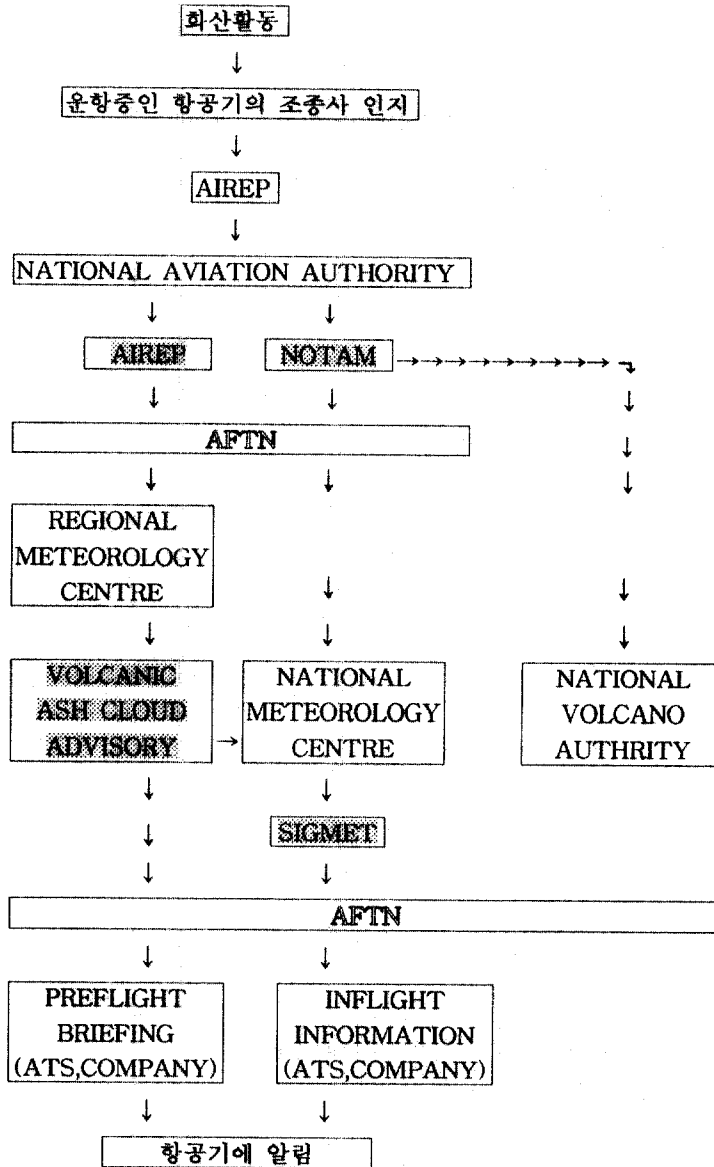 화산활동
운항중인 항공기의 조종사 인지
AIREP
NATIONAL AVIATION AUTHORITY
AIREP
NOTAM
AFTN
REGIONAL
METEOROLOGY
CENTRE
VOLCANIC
ASH CLOUD
ADVISORY
NATIONAL
METEOROLOGY
CENTRE
NATIONAL
VOLCANO
AUTHRITY
SIGMET
AFTN
PREFLIGHT
BRIEFING
(ATS,COMPANY)
INFLIGHT
INFORMATION
(ATS,COMPANY)
항공기에 알림